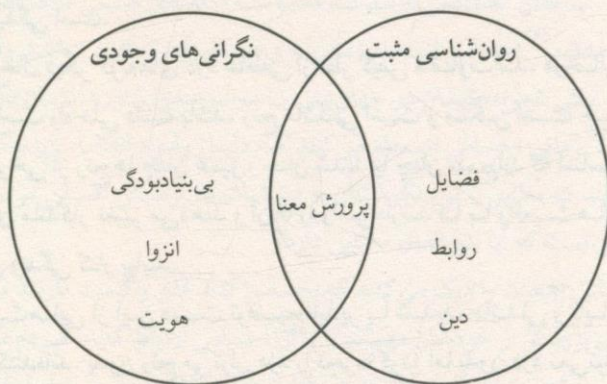 روان‌شناسی مثبت
نگرانی‌های وجودی
فضایل
روابط
دین
پرورش معنا
بی‌بنیادبودگی
انزوا
هویت